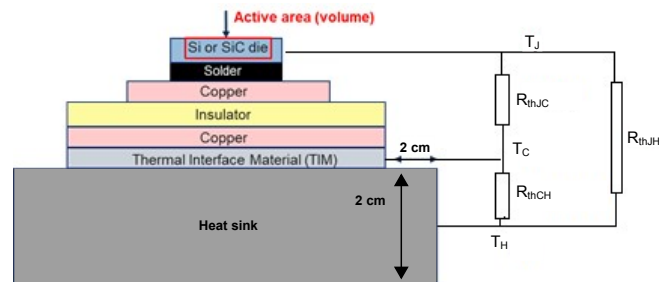 Active area (volume)
Si or SiC die
Solder
Copper
Insulator
Copper
Thermal Interface Material (TIM)
2 cm
2 cm
Heat sink
TJ
RthJC
RthJH
TC
RthCH
TH